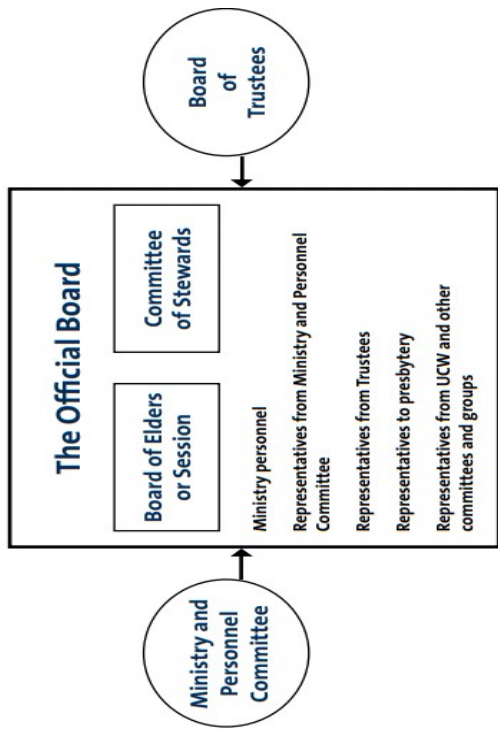 Ministry and
Personnel
Committee
The Official Board
Board of Elders
or Session
Committee
of Stewards
Ministry personnel
Representatives from Ministry and Personnel
Committee
Representatives from Trustees
Representatives to presbytery
Representatives from UCW and other
committees and groups
Board
of
Trustees